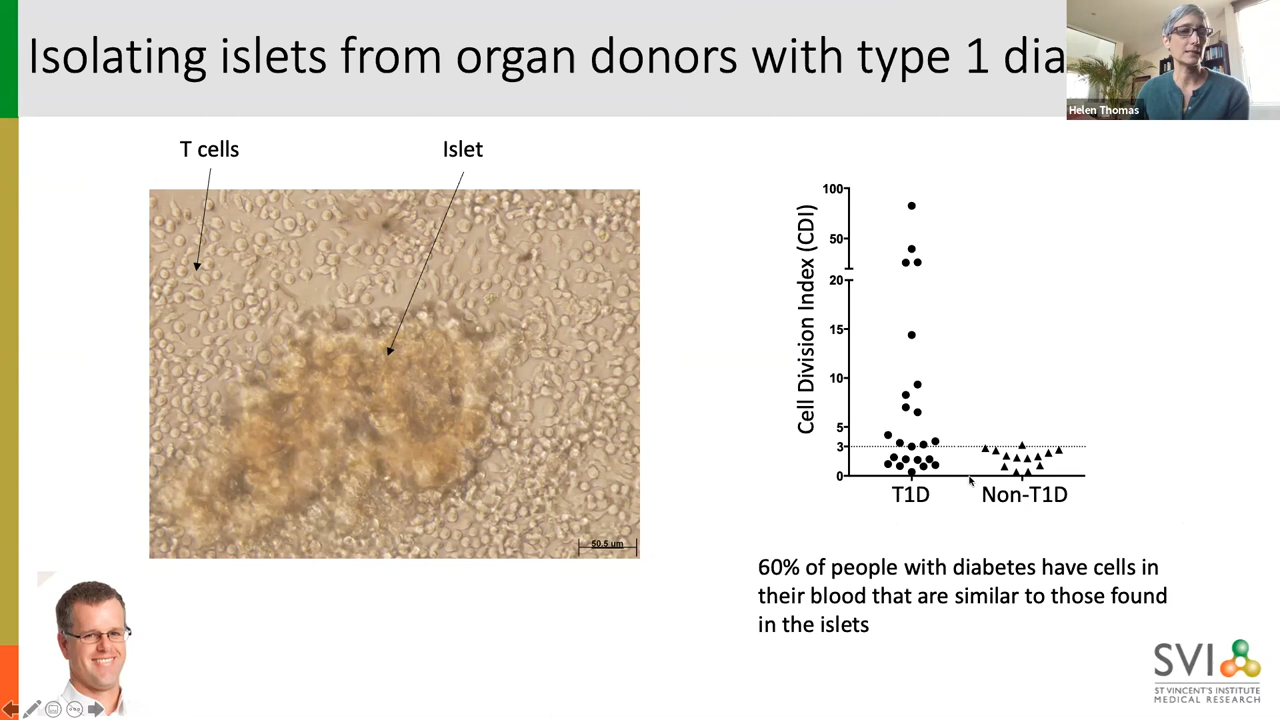 Isolating islets from organ donors with type 1 dia
Helen Thomas
T cells
Islet
50.5 um
Cell Division Index (CDI)
100
50
20
15
10
5
3
0
T1D
Non-T1D
60% of people with diabetes have cells in
their blood that are similar to those found
in the islets
SVI
ST VINCENT'S INSTITUTE
MEDICAL RESEARCH